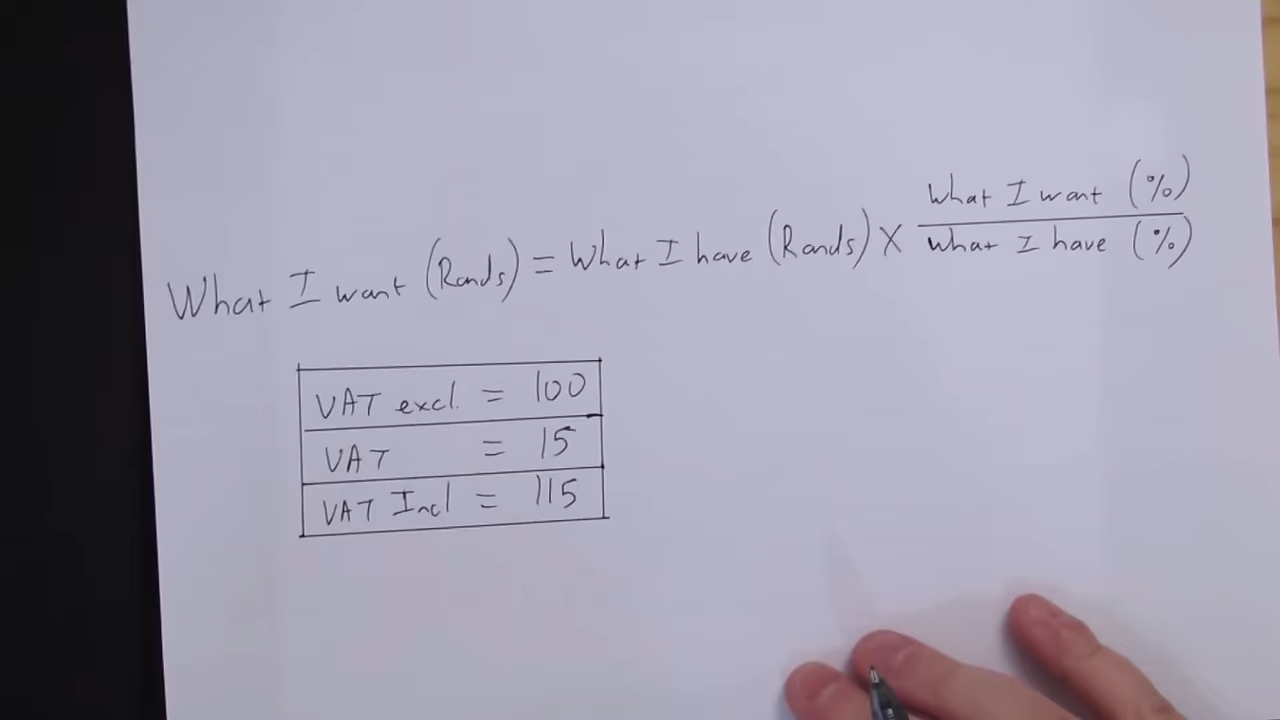 What I want (Rands) = What I have (Rands) X What I want (%)
What I have (%)
VAT excl. = 100
VAT = 15
VAT Incl = 115